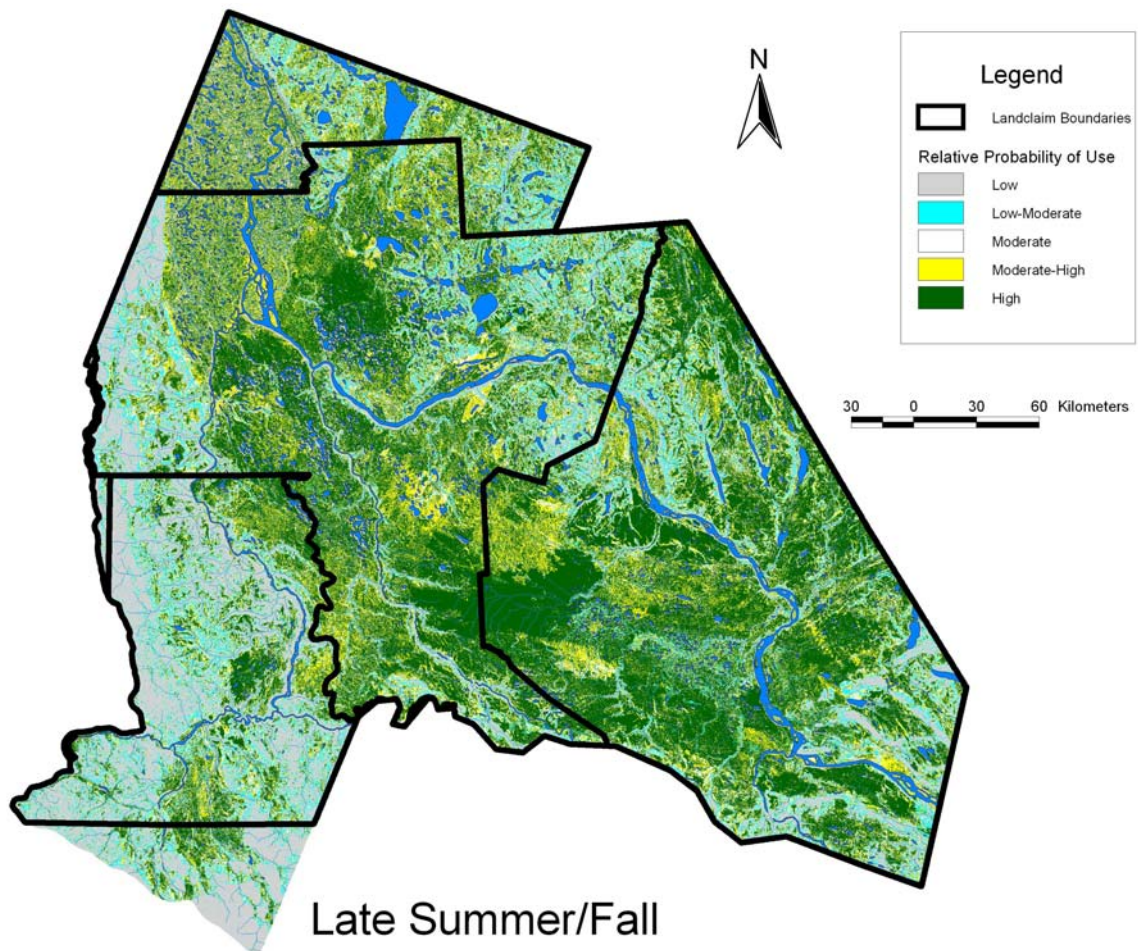 N
Legend
Landclaim Boundaries
Relative Probability of Use
Low
Low-Moderate
Moderate
Moderate-High
High
30 0 30 60 Kilometers
Late Summer/Fall